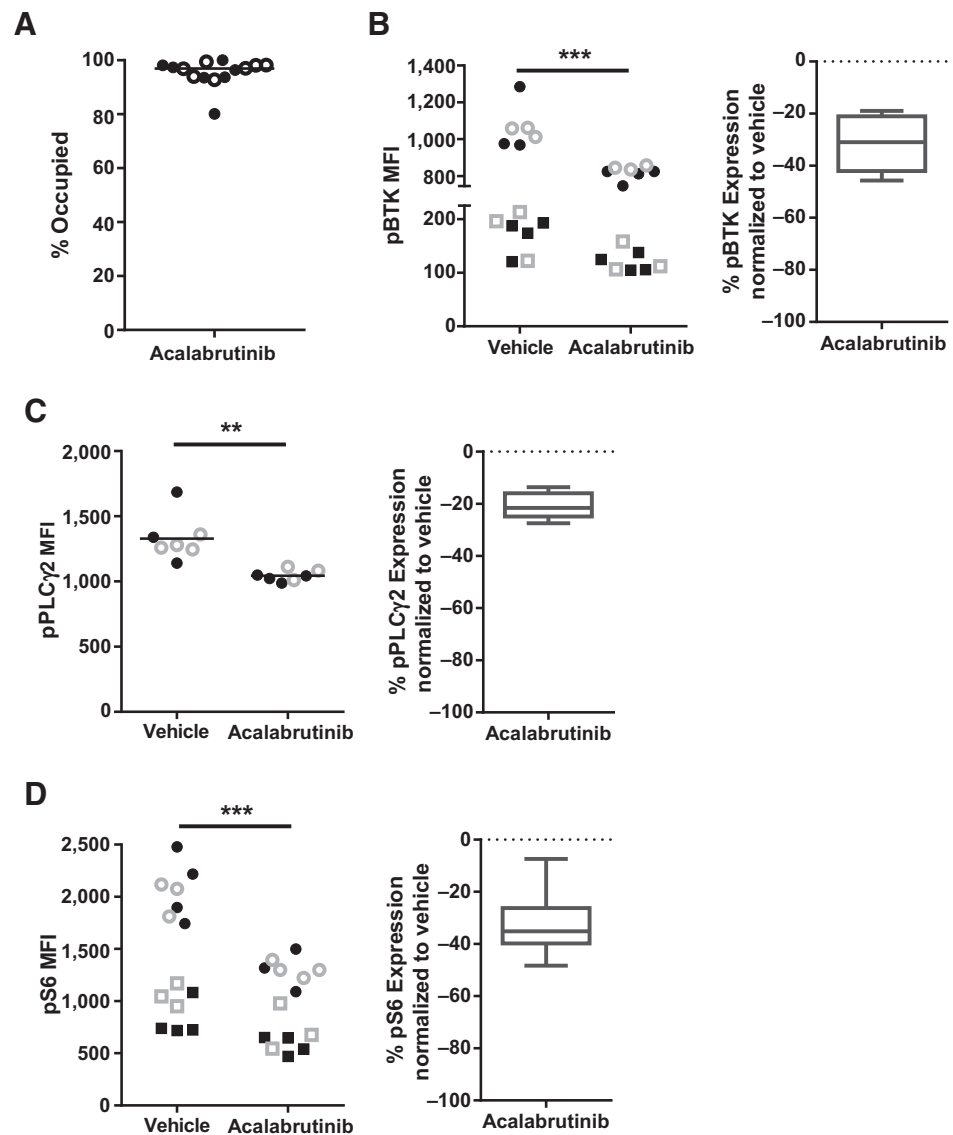 A
100
80
60
40
20
0
% Occupied
Acalabrutinib
B
***
1,400
1,200
1,000
800
200
100
0
pBTK MFI
Vehicle Acalabrutinib
0
–20
–40
–60
–80
–100
% pBTK Expression
normalized to vehicle
Acalabrutinib
C
**
2,000
1,500
1,000
500
0
pPLCγ2 MFI
Vehicle Acalabrutinib
0
–20
–40
–60
–80
–100
% pPLCγ2 Expression
normalized to vehicle
Acalabrutinib
D
***
2,500
2,000
1,500
1,000
500
0
pS6 MFI
Vehicle Acalabrutinib
0
–20
–40
–60
–80
–100
% pS6 Expression
normalized to vehicle
Acalabrutinib